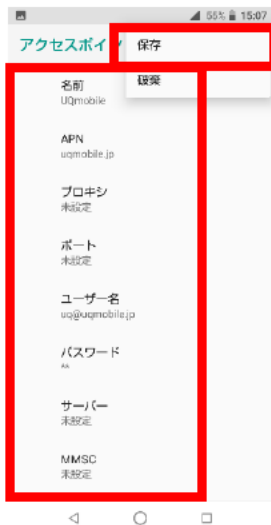 55% 15:07
アクセスポイン
保存
破棄
名前
UQmobile
APN
uqmobile.jp
プロキシ
未設定
ポート
未設定
ユーザー名
uq@uqmobile.jp
パスワード
**
サーバー
未設定
MMSC
未設定